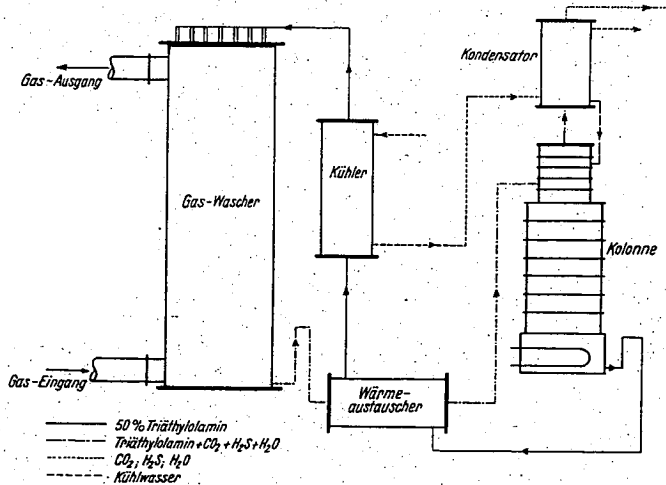 Gas-Ausgang
Gas-Wascher
Gas-Eingang
Kühler
Kondensator
Kolonne
Wärme-
austauscher
50% Triäthylolamin
Triäthylolamin + CO2 + H2S + H2O
CO2; H2S; H2O
Kühlwasser